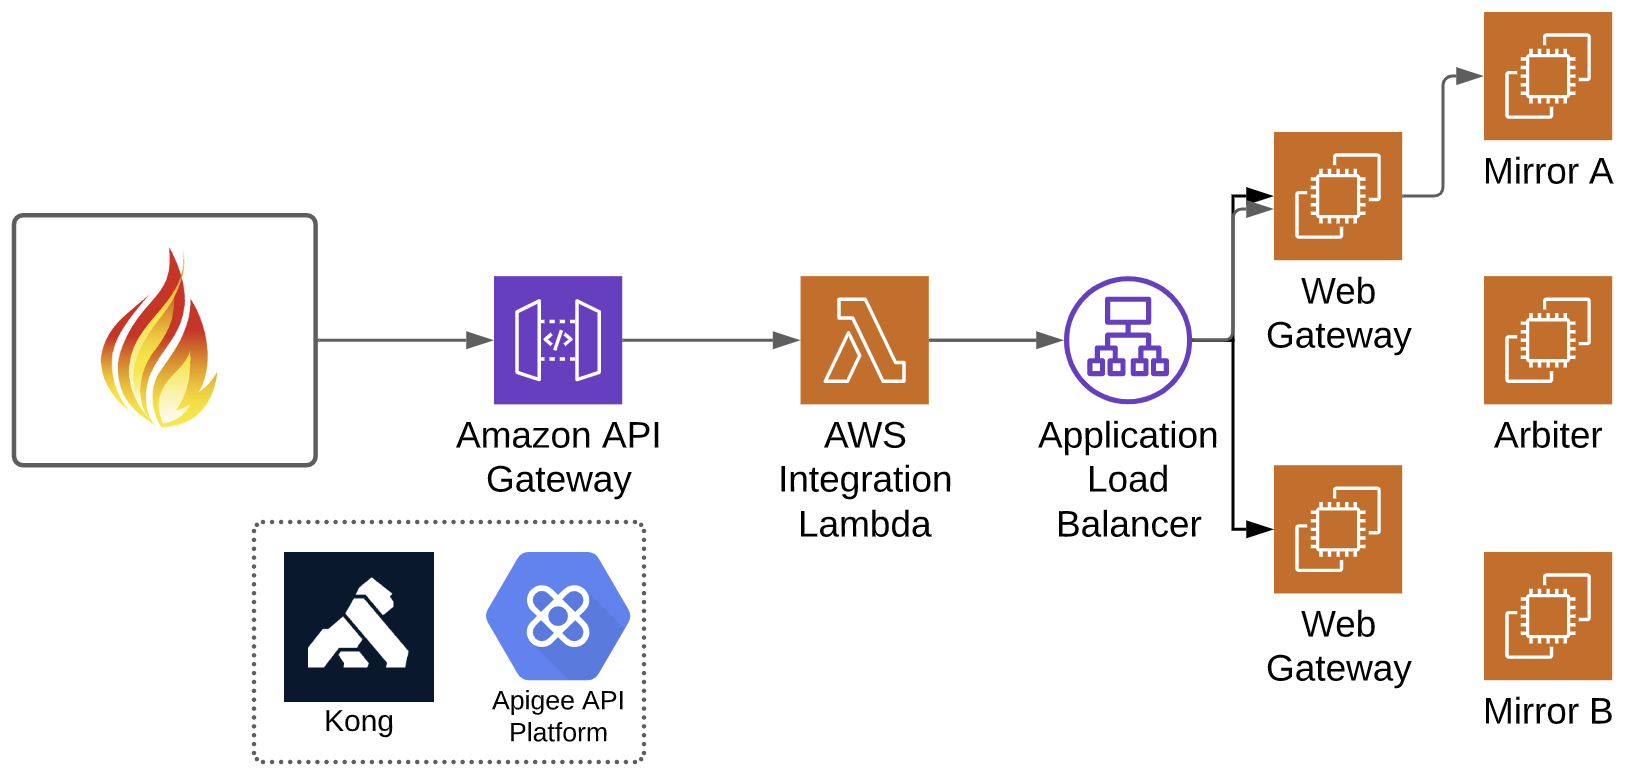 Mirror A
Web
Gateway
Amazon API
Gateway
AWS
Integration
Lambda
Application
Load
Balancer
Arbiter
Web
Gateway
Mirror B
Kong
Apigee API
Platform